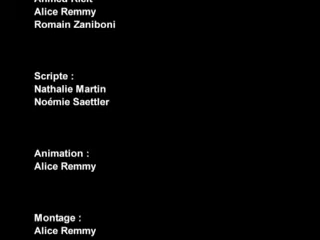 Alice Remmy
Romain Zaniboni
Scripte :
Nathalie Martin
Noémie Saettler
Animation :
Alice Remmy
Montage :
Alice Remmy